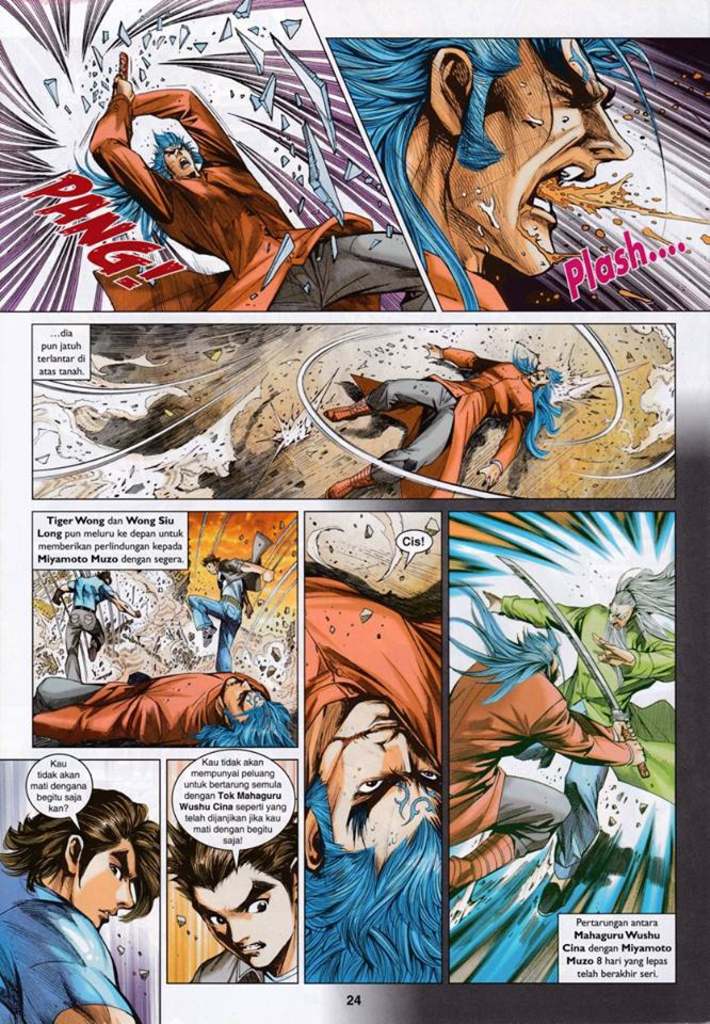 PANG!
Plash....
...dia
pun jatuh
terlantar di
atas tanah.
Tiger Wong dan Wong Siu
Long pun meluru ke depan untuk
memberikan perlindungan kepada
Miyamoto Muzo dengan segera.
Cis!
Kau
tidak akan
mati dengana
begitu saja
kan?
Kau tidak akan
mempunyai peluang
untuk bertarung semula
dengan Tok Mahaguru
Wushu Cina seperti yang
telah dijanjikan jika kau
mati dengan begitu
saja!
Pertarungan antara
Mahaguru Wushu
Cina dengan Miyamoto
Muzo 8 hari yang lepas
telah berakhir seri.
24